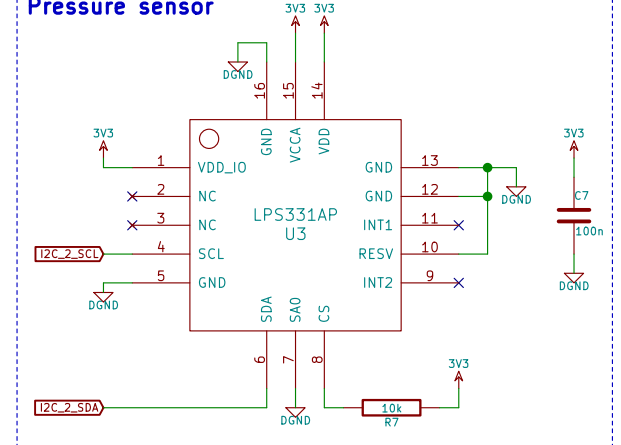 Pressure sensor
3V3 3V3
DGND
16 15 14
3V3
GND VCCA VDD
1 VDD_IO GND 13
2 NC GND 12
DGND
3 NC INT1 11
LPS331AP
U3
I2C_2_SCL 4 SCL RESV 10
5 GND INT2 9
DGND
SDA SA0 CS
6 7 8
I2C_2_SDA
DGND
3V3
10k
R7
3V3
C7
100n
DGND